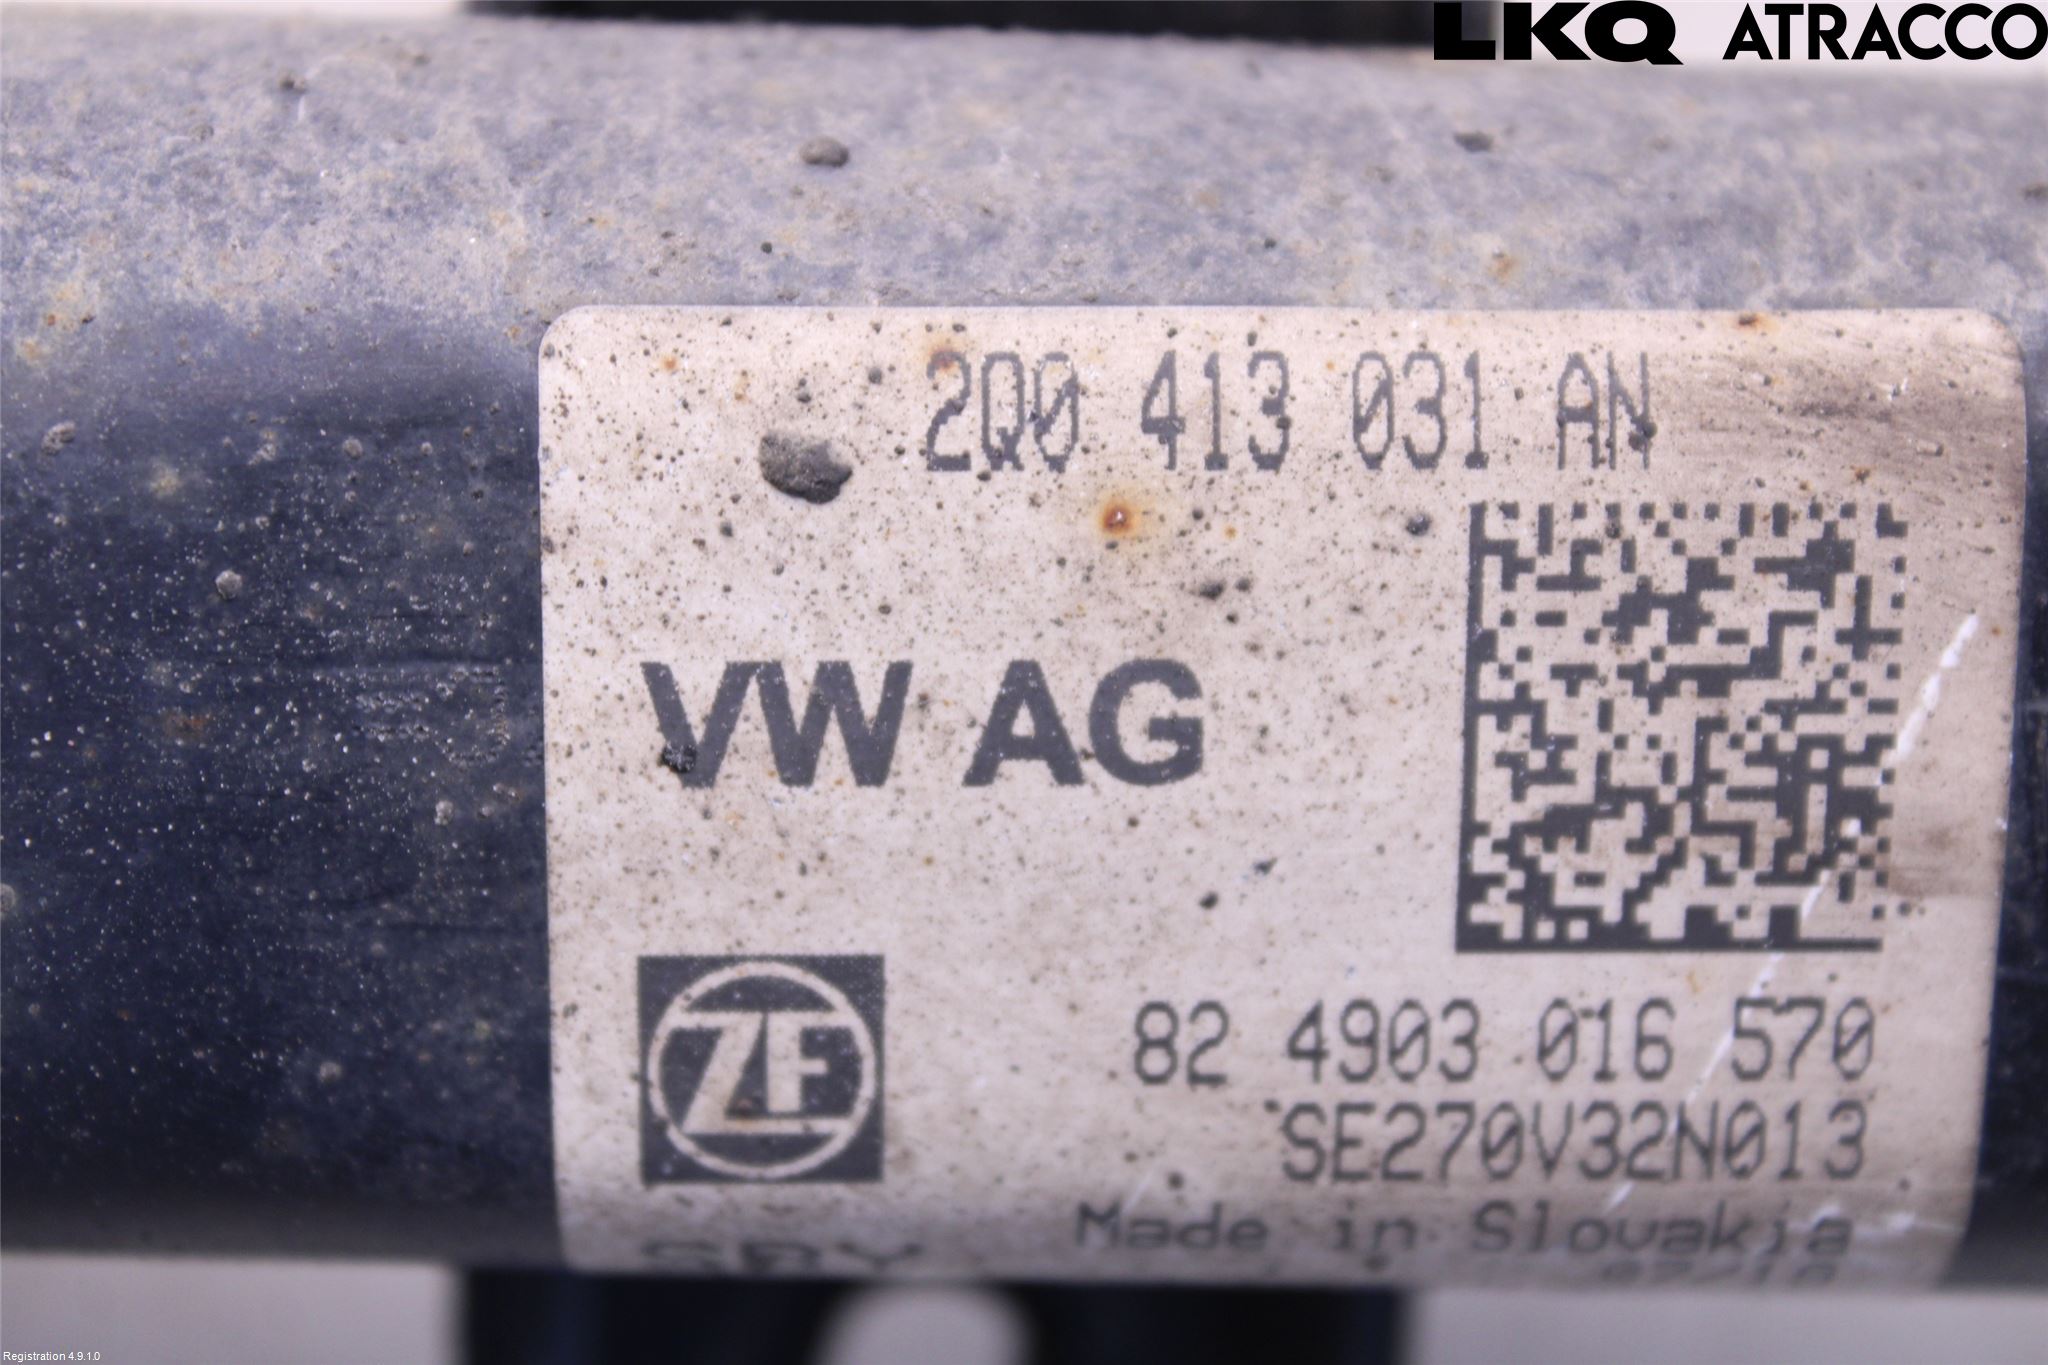 LKQ ATRACCO
2Q0 413 031 AN
VW AG
ZF
82 4903 016 570
SE270V32N013
Made in Slovakia
Registration 4.9.1.0